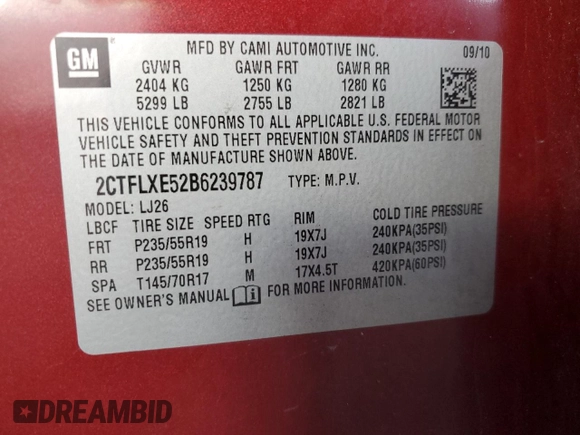 GM
MFD BY CAMI AUTOMOTIVE INC. 09/10
GVWR GAWR FRT GAWR RR
2404 KG 1250 KG 1280 KG
5299 LB 2755 LB 2821 LB
THIS VEHICLE CONFORMS TO ALL APPLICABLE U.S. FEDERAL MOTOR
VEHICLE SAFETY AND THEFT PREVENTION STANDARDS IN EFFECT ON
THE DATE OF MANUFACTURE SHOWN ABOVE.
2CTFLXE52B6239787 TYPE: M.P.V.
MODEL: LJ26
LBCF TIRE SIZE SPEED RTG RIM COLD TIRE PRESSURE
FRT P235/55R19 H 19X7J 240KPA(35PSI)
RR P235/55R19 H 19X7J 240KPA(35PSI)
SPA T145/70R17 M 17X4.5T 420KPA(60PSI)
SEE OWNER'S MANUAL FOR MORE INFORMATION.
DREAMBID